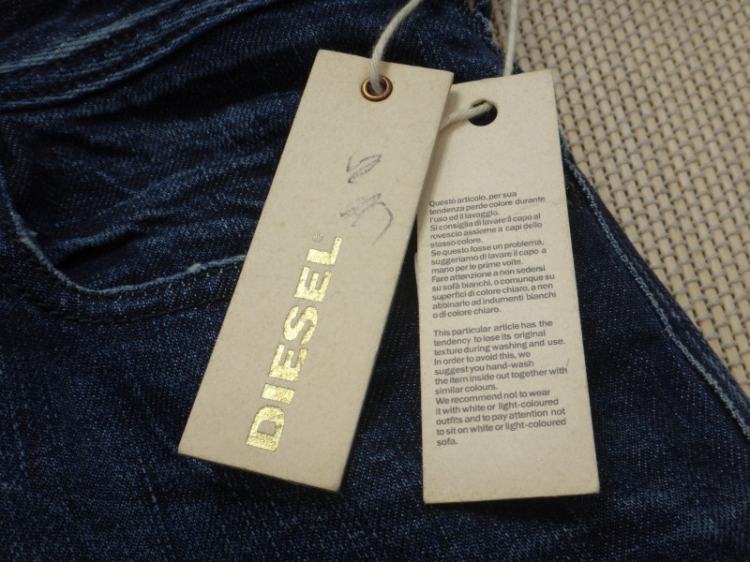 DIESEL
Questo articolo, per sua
tendenza perde colore durante
l'uso ed il lavaggio.
Si consiglia di lavare il capo al
rovescio assieme a capi dello
stesso colore.
Se questo fosse un problema,
suggeriamo di lavare il capo a
mano per le prime volte.
Fare attenzione a non sedersi
su sofà bianchi, o comunque su
superfici di colore chiaro, a non
abbinarlo ad indumenti bianchi
o di colore chiaro.
This particular article has the
tendency to lose its original
texture during washing and use.
In order to avoid this, we
suggest you hand-wash
the item inside out together with
similar colours.
We recommend not to wear
it with white or light-coloured
outfits and to pay attention not
to sit on white or light-coloured
sofa.